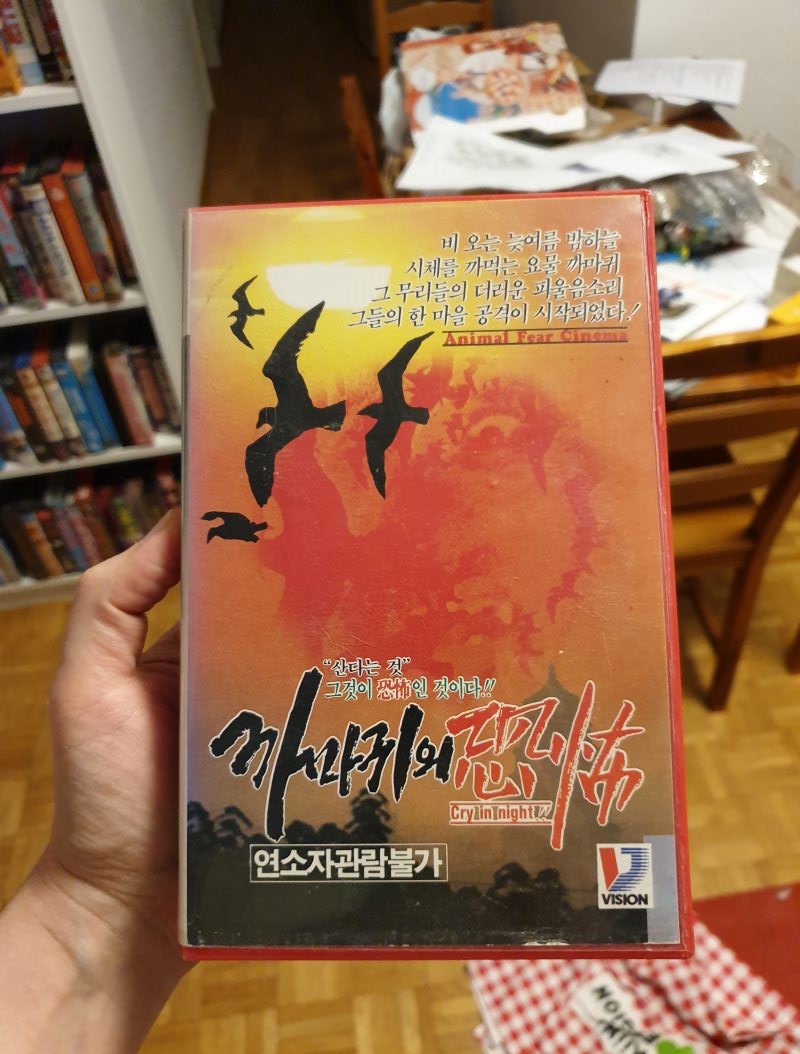 비 오는 늦여름 밤하늘
시체를 까먹는 요물 까마귀
그 무리들의 더러운 피울음소리
그들의 한 마을 공격이 시작되었다!
Animal Fear Cinema
"산다는 것"
그것이 恐怖인 것이다!!
까마귀의 恐怖
Cry in night
연소자관람불가
VISION